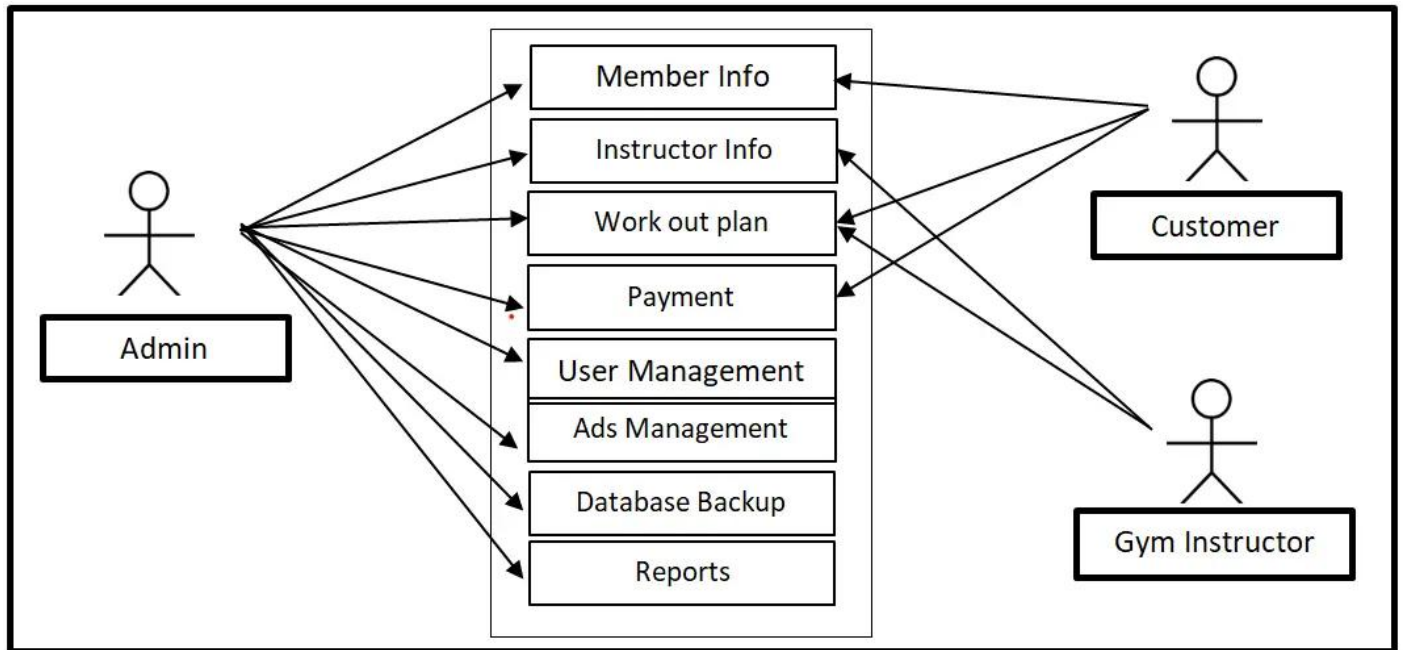 Member Info
Instructor Info
Work out plan
Payment
User Management
Ads Management
Database Backup
Reports
Admin
Customer
Gym Instructor